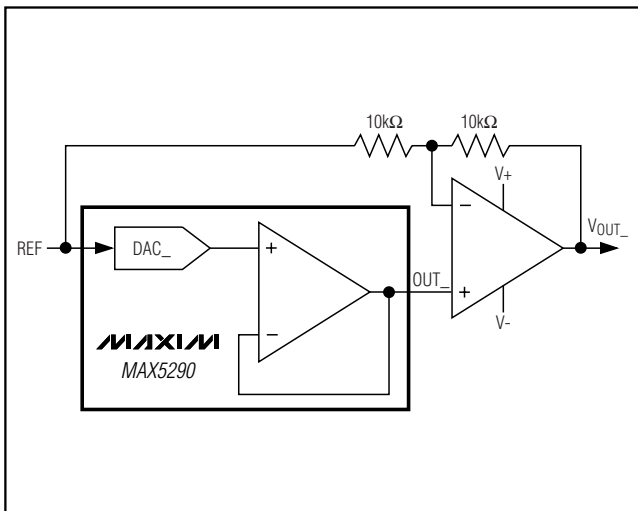 10kΩ 10kΩ
V+
−
VOUT_
REF DAC_ + OUT_ +
−
V-
MAXIM
MAX5290